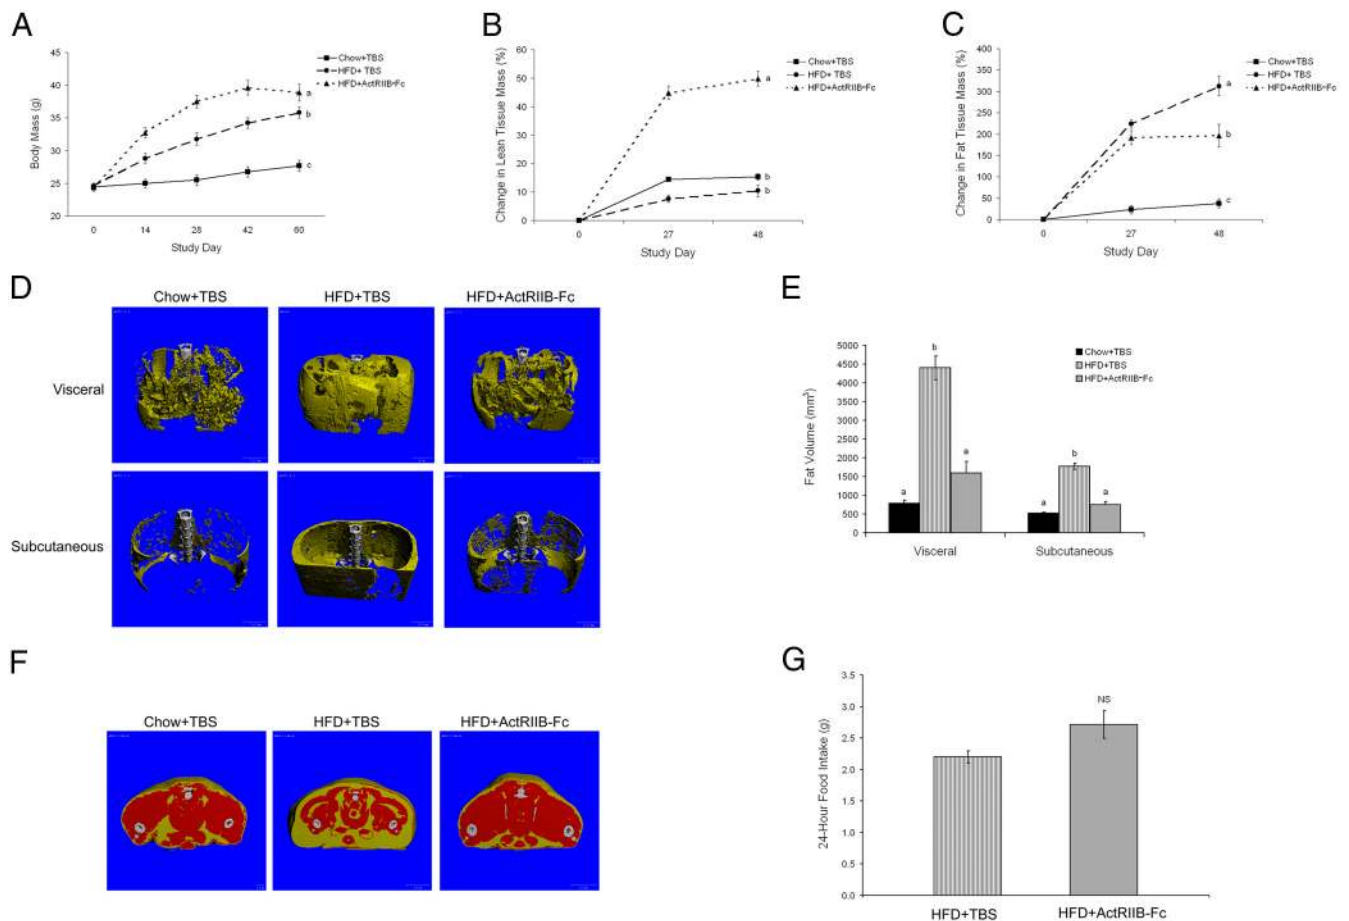 A
Body Mass (g)
45
40
35
30
25
20
0 14 28 42 60
Study Day
Chow+TBS
HFD+ TBS
HFD+ActRIIB-Fc
a
b
c
B
Change in Lean Tissue Mass (%)
60
50
40
30
20
10
0
0 27 48
Study Day
Chow+TBS
HFD+ TBS
HFD+ActRIIB-Fc
a
b
b
C
Change in Fat Tissue Mass (%)
400
350
300
250
200
150
100
50
0
0 27 48
Study Day
Chow+TBS
HFD+ TBS
HFD+ActRIIB-Fc
a
b
c
D
Chow+TBS HFD+TBS HFD+ActRIIB-Fc
Visceral
Subcutaneous
E
Fat Volume (mm³)
5000
4500
4000
3500
3000
2500
2000
1500
1000
500
0
a b a a b a
Visceral Subcutaneous
Chow+TBS
HFD+TBS
HFD+ActRIIB-Fc
F
Chow+TBS HFD+TBS HFD+ActRIIB-Fc
G
24-Hour Food Intake (g)
3.5
3.0
2.5
2.0
1.5
1.0
0.5
0.0
NS
HFD+TBS HFD+ActRIIB-Fc